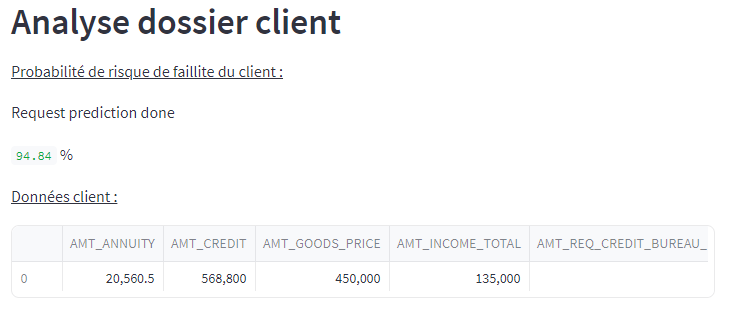 Analyse dossier client
Probabilité de risque de faillite du client :
Request prediction done
94.84 %
Données client :
AMT_ANNUITY AMT_CREDIT AMT_GOODS_PRICE AMT_INCOME_TOTAL AMT_REQ_CREDIT_BUREAU_
0 20,560.5 568,800 450,000 135,000